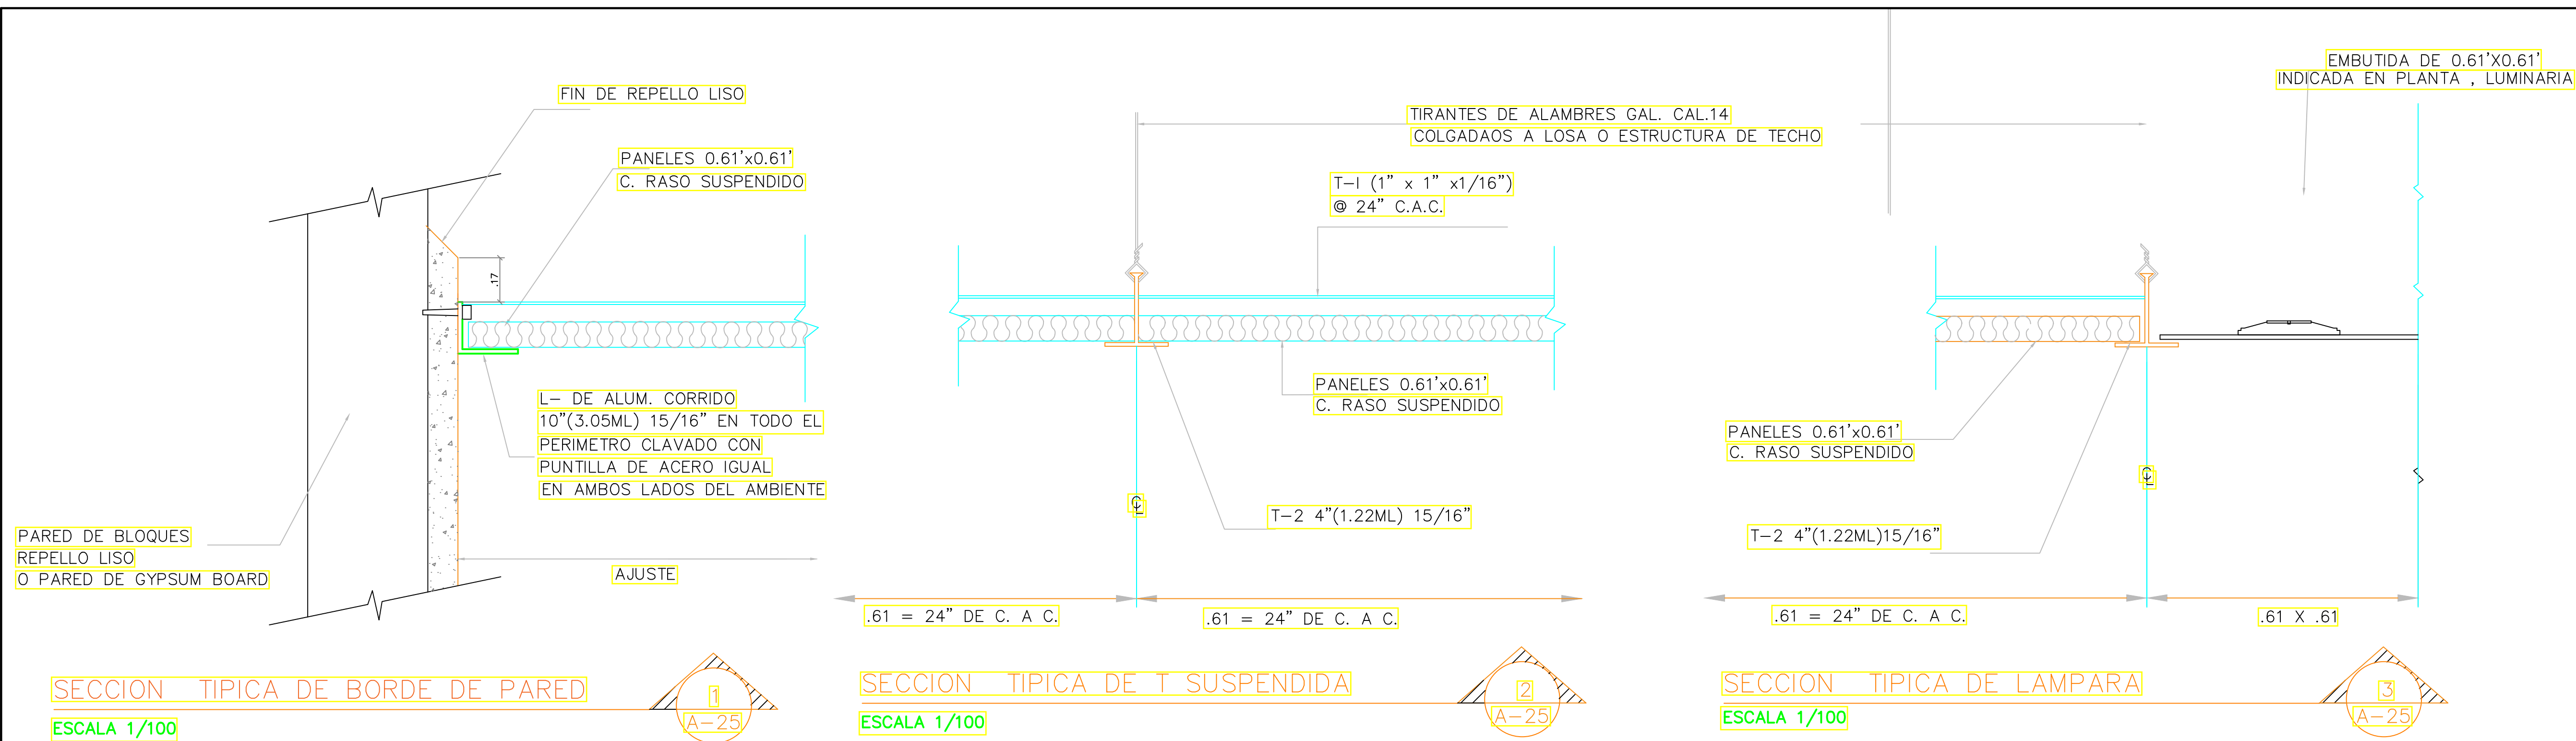 FIN DE REPELLO LISO
PANELES 0.61'x0.61'
C. RASO SUSPENDIDO
.17
L- DE ALUM. CORRIDO
10"(3.05ML) 15/16" EN TODO EL
PERIMETRO CLAVADO CON
PUNTILLA DE ACERO IGUAL
EN AMBOS LADOS DEL AMBIENTE
PARED DE BLOQUES
REPELLO LISO
O PARED DE GYPSUM BOARD
AJUSTE
SECCION TIPICA DE BORDE DE PARED
ESCALA 1/100
1
A-25
TIRANTES DE ALAMBRES GAL. CAL.14
COLGADAOS A LOSA O ESTRUCTURA DE TECHO
T-I (1" x 1" x1/16")
@ 24" C.A.C.
PANELES 0.61'x0.61'
C. RASO SUSPENDIDO
CL
T-2 4"(1.22ML) 15/16"
.61 = 24" DE C. A C.
.61 = 24" DE C. A C.
SECCION TIPICA DE T SUSPENDIDA
ESCALA 1/100
2
A-25
EMBUTIDA DE 0.61'X0.61'
INDICADA EN PLANTA , LUMINARIA
PANELES 0.61'x0.61'
C. RASO SUSPENDIDO
CL
T-2 4"(1.22ML)15/16"
.61 = 24" DE C. A C.
.61 X .61
SECCION TIPICA DE LAMPARA
ESCALA 1/100
3
A-25